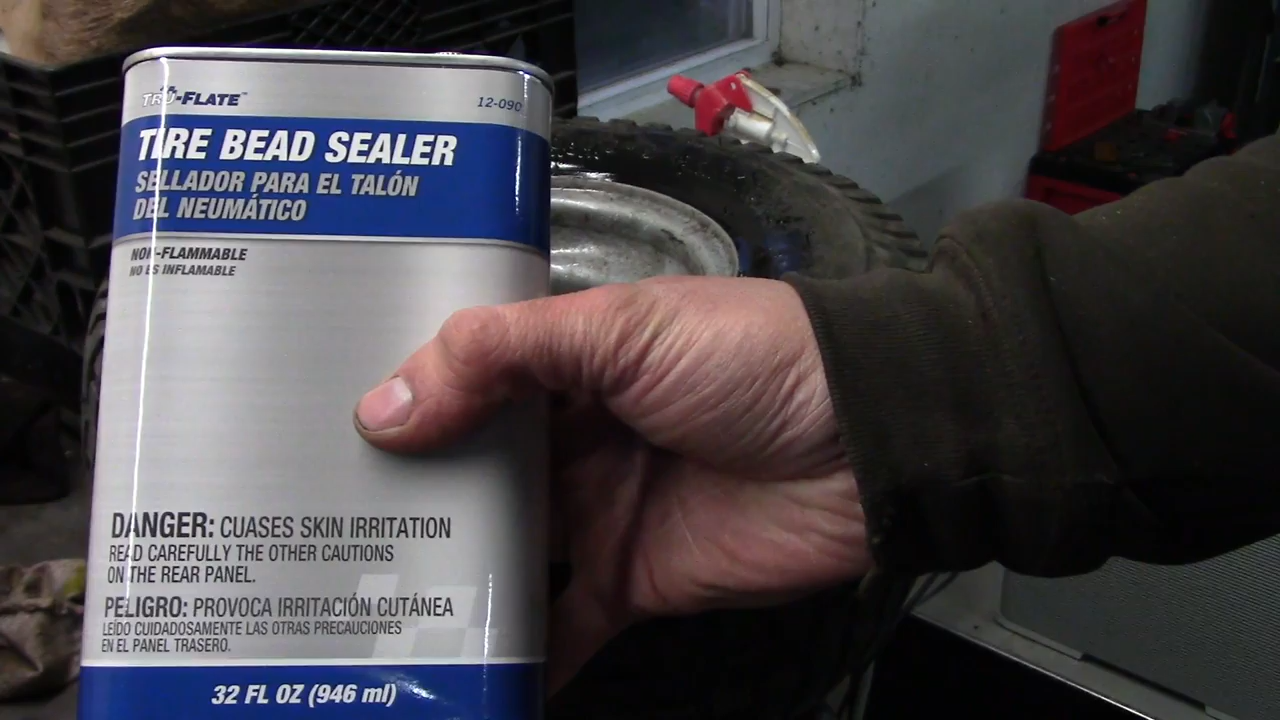 TRU-FLATE™
12-090
TIRE BEAD SEALER
SELLADOR PARA EL TALÓN
DEL NEUMÁTICO
NON-FLAMMABLE
NO ES INFLAMABLE
DANGER: CUASES SKIN IRRITATION
READ CAREFULLY THE OTHER CAUTIONS
ON THE REAR PANEL.
PELIGRO: PROVOCA IRRITACIÓN CUTÁNEA
LEÍDO CUIDADOSAMENTE LAS OTRAS PRECAUCIONES
EN EL PANEL TRASERO.
32 FL OZ (946 ml)